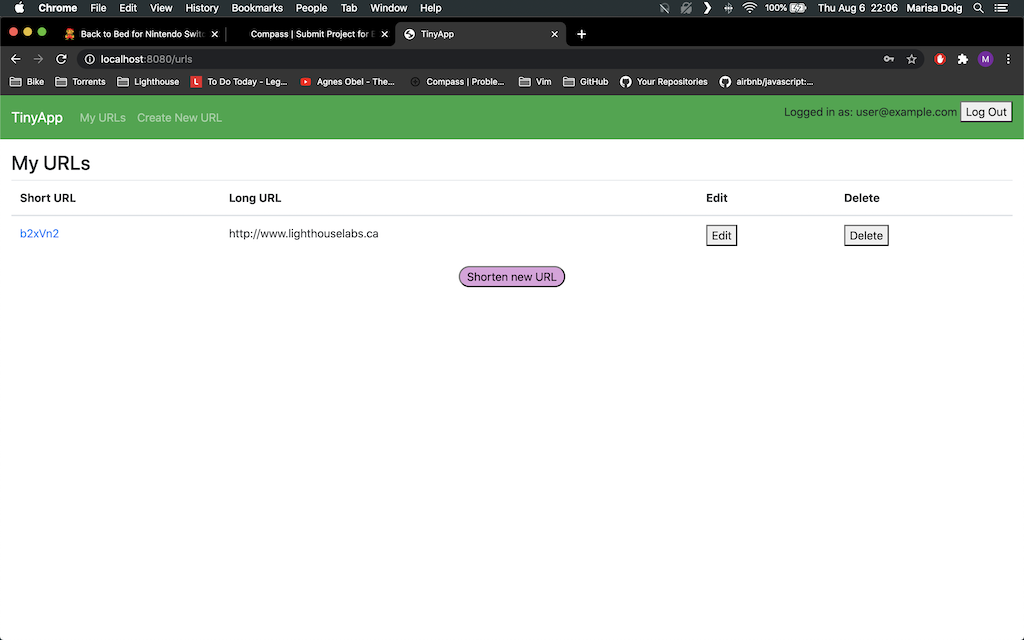 Chrome File Edit View History Bookmarks People Tab Window Help 100% Thu Aug 6 22:06 Marisa Doig
Back to Bed for Nintendo Switc Compass | Submit Project for E TinyApp
localhost:8080/urls M
Bike Torrents Lighthouse L To Do Today - Leg... Agnes Obel - The... Compass | Proble... Vim GitHub Your Repositories airbnb/javascript:...
TinyApp My URLs Create New URL Logged in as: user@example.com Log Out
My URLs
Short URL Long URL Edit Delete
b2xVn2 http://www.lighthouselabs.ca Edit Delete
Shorten new URL